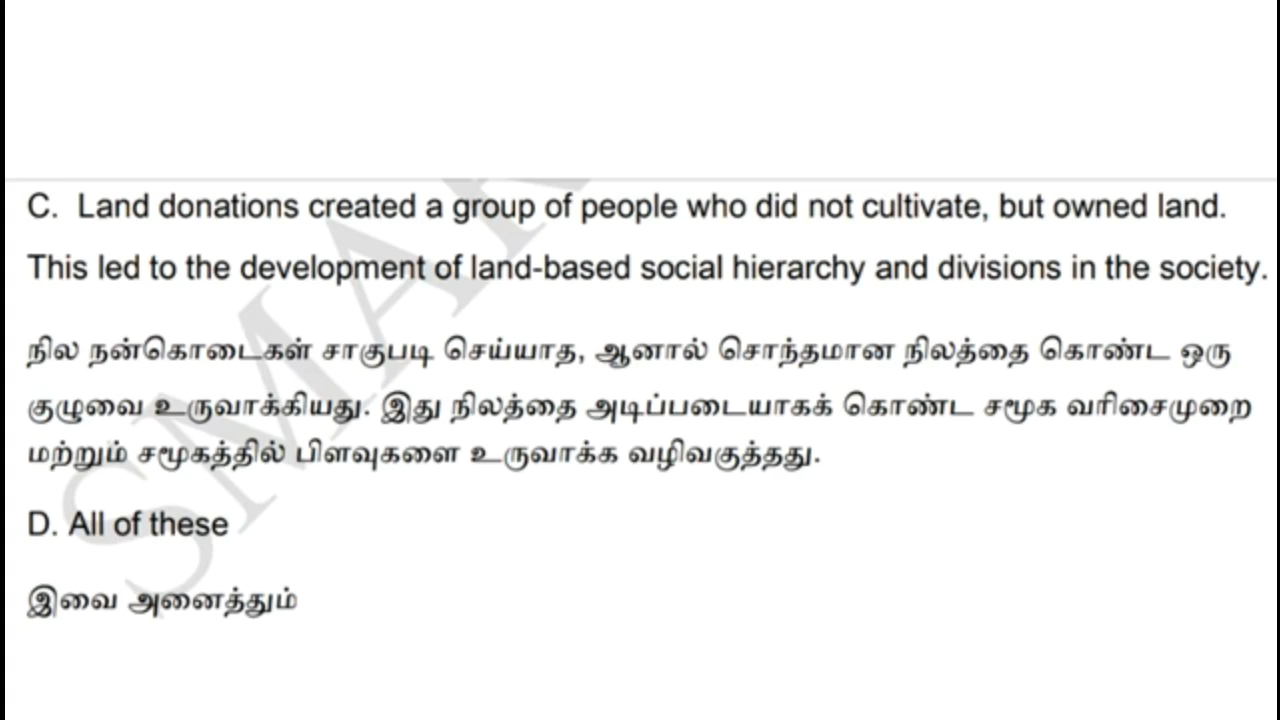 C. Land donations created a group of people who did not cultivate, but owned land.
This led to the development of land-based social hierarchy and divisions in the society.
நில நன்கொடைகள் சாகுபடி செய்யாத, ஆனால் சொந்தமான நிலத்தை கொண்ட ஒரு
குழுவை உருவாக்கியது. இது நிலத்தை அடிப்படையாகக் கொண்ட சமூக வரிசைமுறை
மற்றும் சமூகத்தில் பிளவுகளை உருவாக்க வழிவகுத்தது.
D. All of these
இவை அனைத்தும்